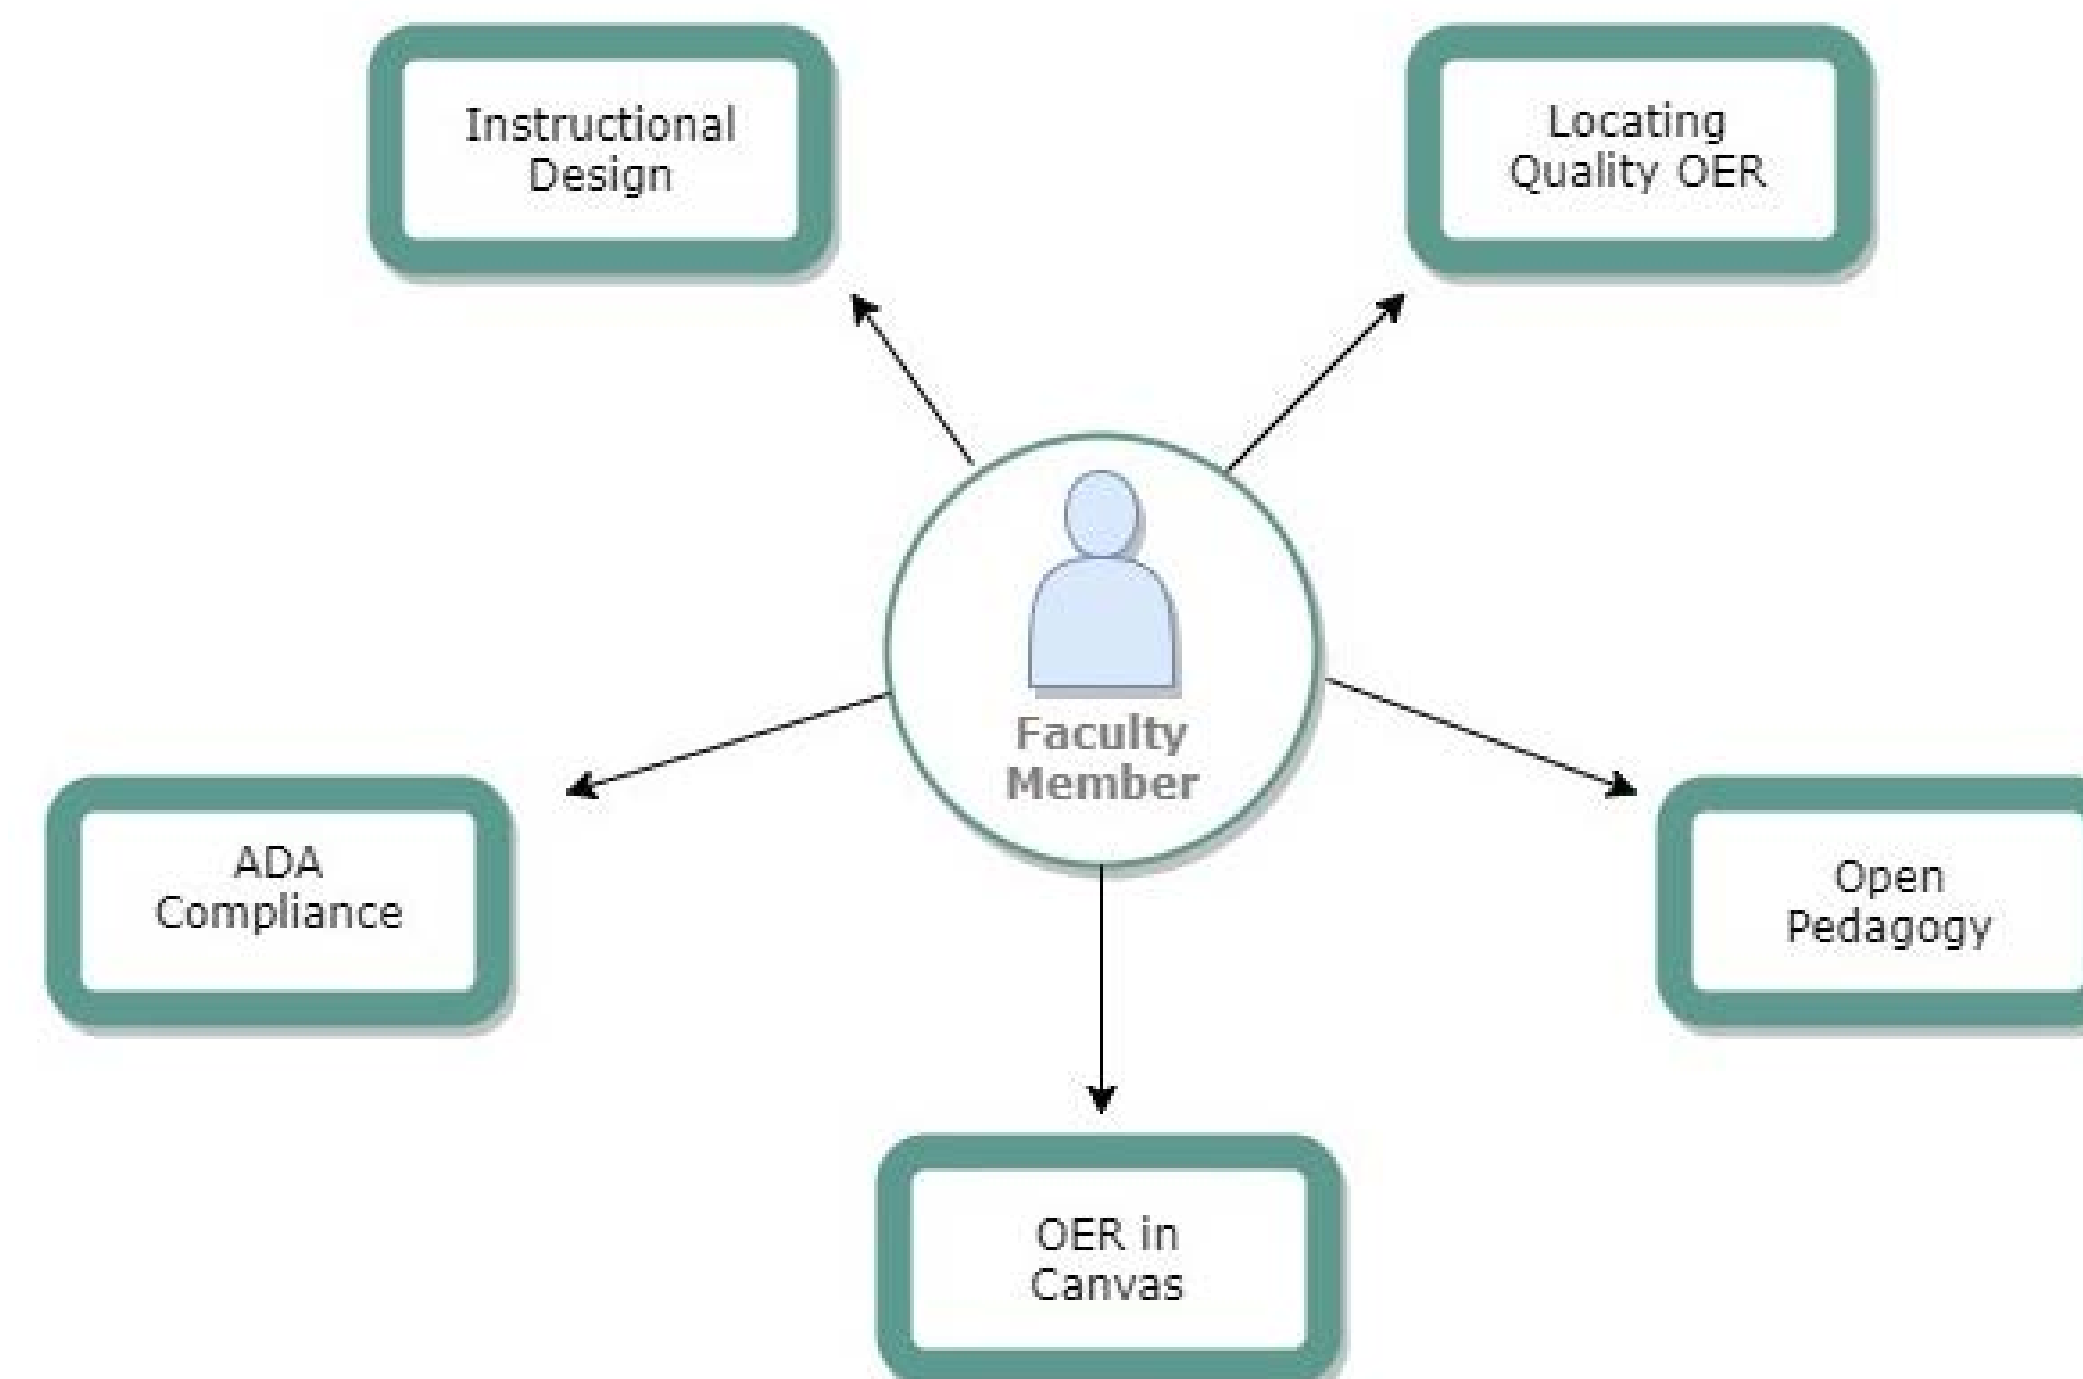 Instructional
Design
Locating
Quality OER
Faculty
Member
ADA
Compliance
Open
Pedagogy
OER in
Canvas